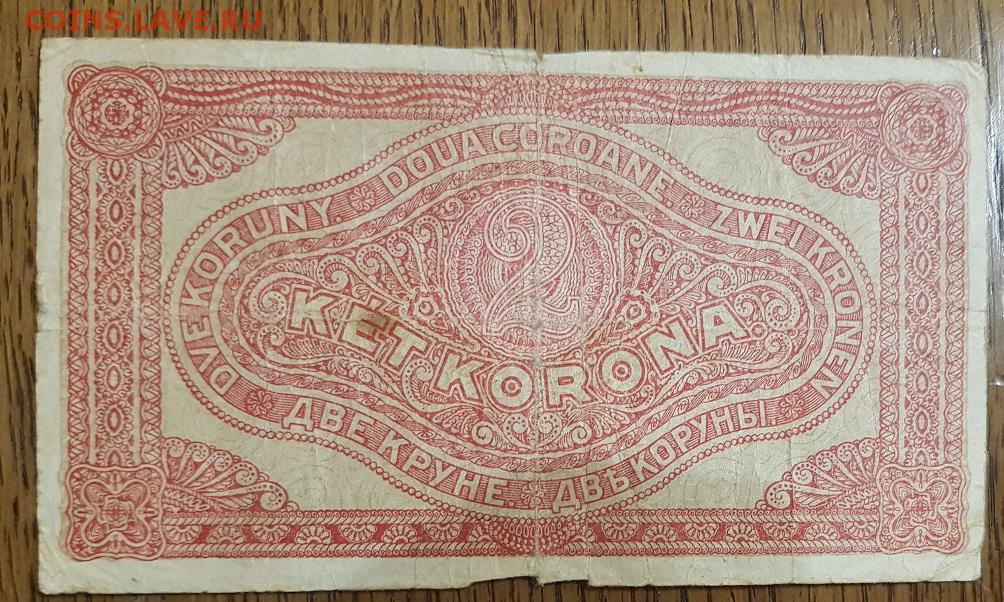 COINS.LAVE.RU
DVE KORUNY
DOUA COROANE
ZWEI KRONEN
2
KÉT KORONA
ДВЕ КРУНЕ
ДВѢ КОРУНЫ